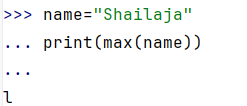 >>> name="Shailaja"
... print(max(name))
...
l